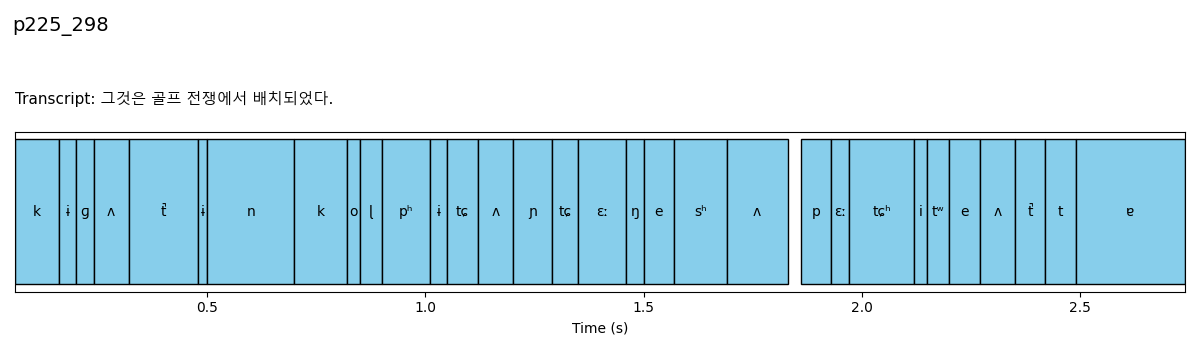 p225_298
Transcript: 그것은 골프 전쟁에서 배치되었다.
k ɨ ɡ ʌ t̚ ɨ n k o ɭ pʰ ɨ tɕ ʌ ɲ tɕ ɛː ŋ e sʰ ʌ p ɛː tɕʰ i tʷ e ʌ t̚ t ɐ
0.5 1.0 1.5 2.0 2.5
Time (s)